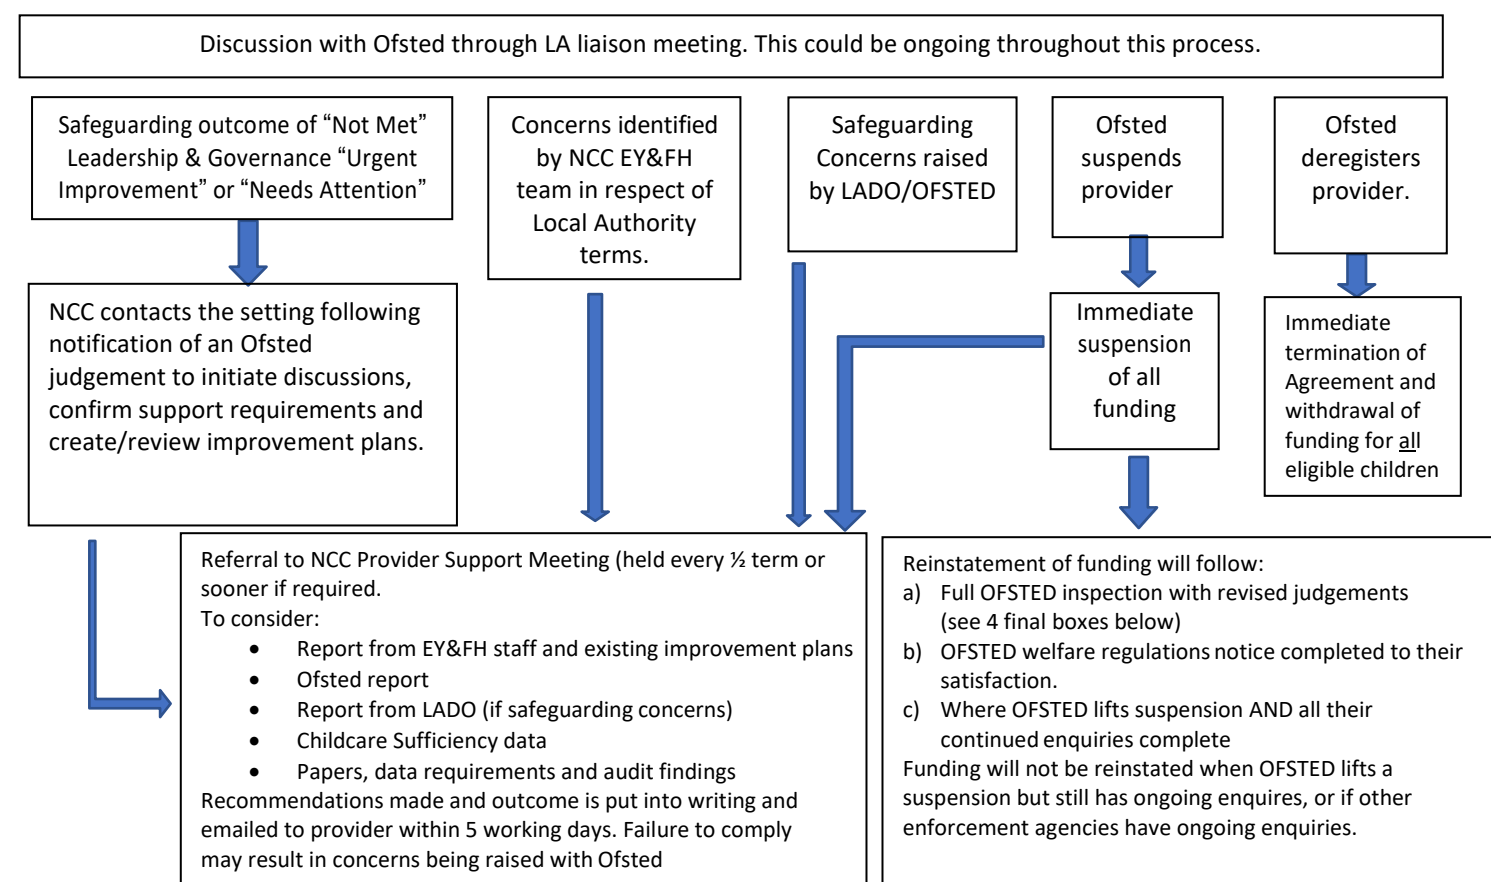 Discussion with Ofsted through LA liaison meeting. This could be ongoing throughout this process.
Safeguarding outcome of “Not Met”
Leadership & Governance “Urgent
Improvement” or “Needs Attention”
Concerns identified
by NCC EY&FH
team in respect of
Local Authority
terms.
Safeguarding
Concerns raised
by LADO/OFSTED
Ofsted
suspends
provider
Ofsted
deregisters
provider.
NCC contacts the setting following
notification of an Ofsted
judgement to initiate discussions,
confirm support requirements and
create/review improvement plans.
Immediate
suspension
of all
funding
Immediate
termination of
Agreement and
withdrawal of
funding for all
eligible children
Referral to NCC Provider Support Meeting (held every ½ term or
sooner if required.
To consider:
• Report from EY&FH staff and existing improvement plans
• Ofsted report
• Report from LADO (if safeguarding concerns)
• Childcare Sufficiency data
• Papers, data requirements and audit findings
Recommendations made and outcome is put into writing and
emailed to provider within 5 working days. Failure to comply
may result in concerns being raised with Ofsted
Reinstatement of funding will follow:
a) Full OFSTED inspection with revised judgements
(see 4 final boxes below)
b) OFSTED welfare regulations notice completed to their
satisfaction.
c) Where OFSTED lifts suspension AND all their
continued enquiries complete
Funding will not be reinstated when OFSTED lifts a
suspension but still has ongoing enquires, or if other
enforcement agencies have ongoing enquiries.